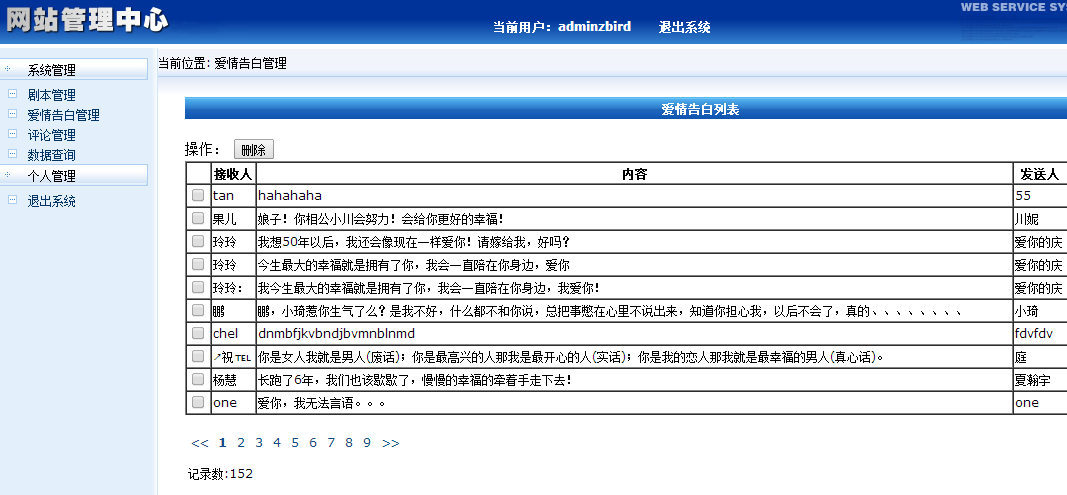 网站管理中心
WEB SERVICE SY
当前用户：adminzbird 退出系统
系统管理
剧本管理
爱情告白管理
评论管理
数据查询
个人管理
退出系统
当前位置: 爱情告白管理
爱情告白列表
操作： 删除
接收人 内容 发送人
tan hahahaha 55
果儿 娘子！你相公小川会努力！会给你更好的幸福！ 川妮
玲玲 我想50年以后，我还会像现在一样爱你！请嫁给我，好吗？ 爱你的庆
玲玲 今生最大的幸福就是拥有了你，我会一直陪在你身边，爱你 爱你的庆
玲玲： 我今生最大的幸福就是拥有了你，我会一直陪在你身边，我爱你！ 爱你的庆
鹏 鹏，小琦惹你生气了么？是我不好，什么都不和你说，总把事憋在心里不说出来，知道你担心我，以后不会了，真的、、、、、、、、 小琦
chel dnmbfjkvbndjbvmnblnmd fdvfdv
↗祝℡ 你是女人我就是男人(废话)；你是最高兴的人那我是最开心的人(实话)；你是我的恋人那我就是最幸福的男人(真心话)。 庭
杨慧 长跑了6年，我们也该歇歇了，慢慢的幸福的牵着手走下去！ 夏瀚宇
one 爱你，我无法言语。。。 one
<< 1 2 3 4 5 6 7 8 9 >>
记录数:152